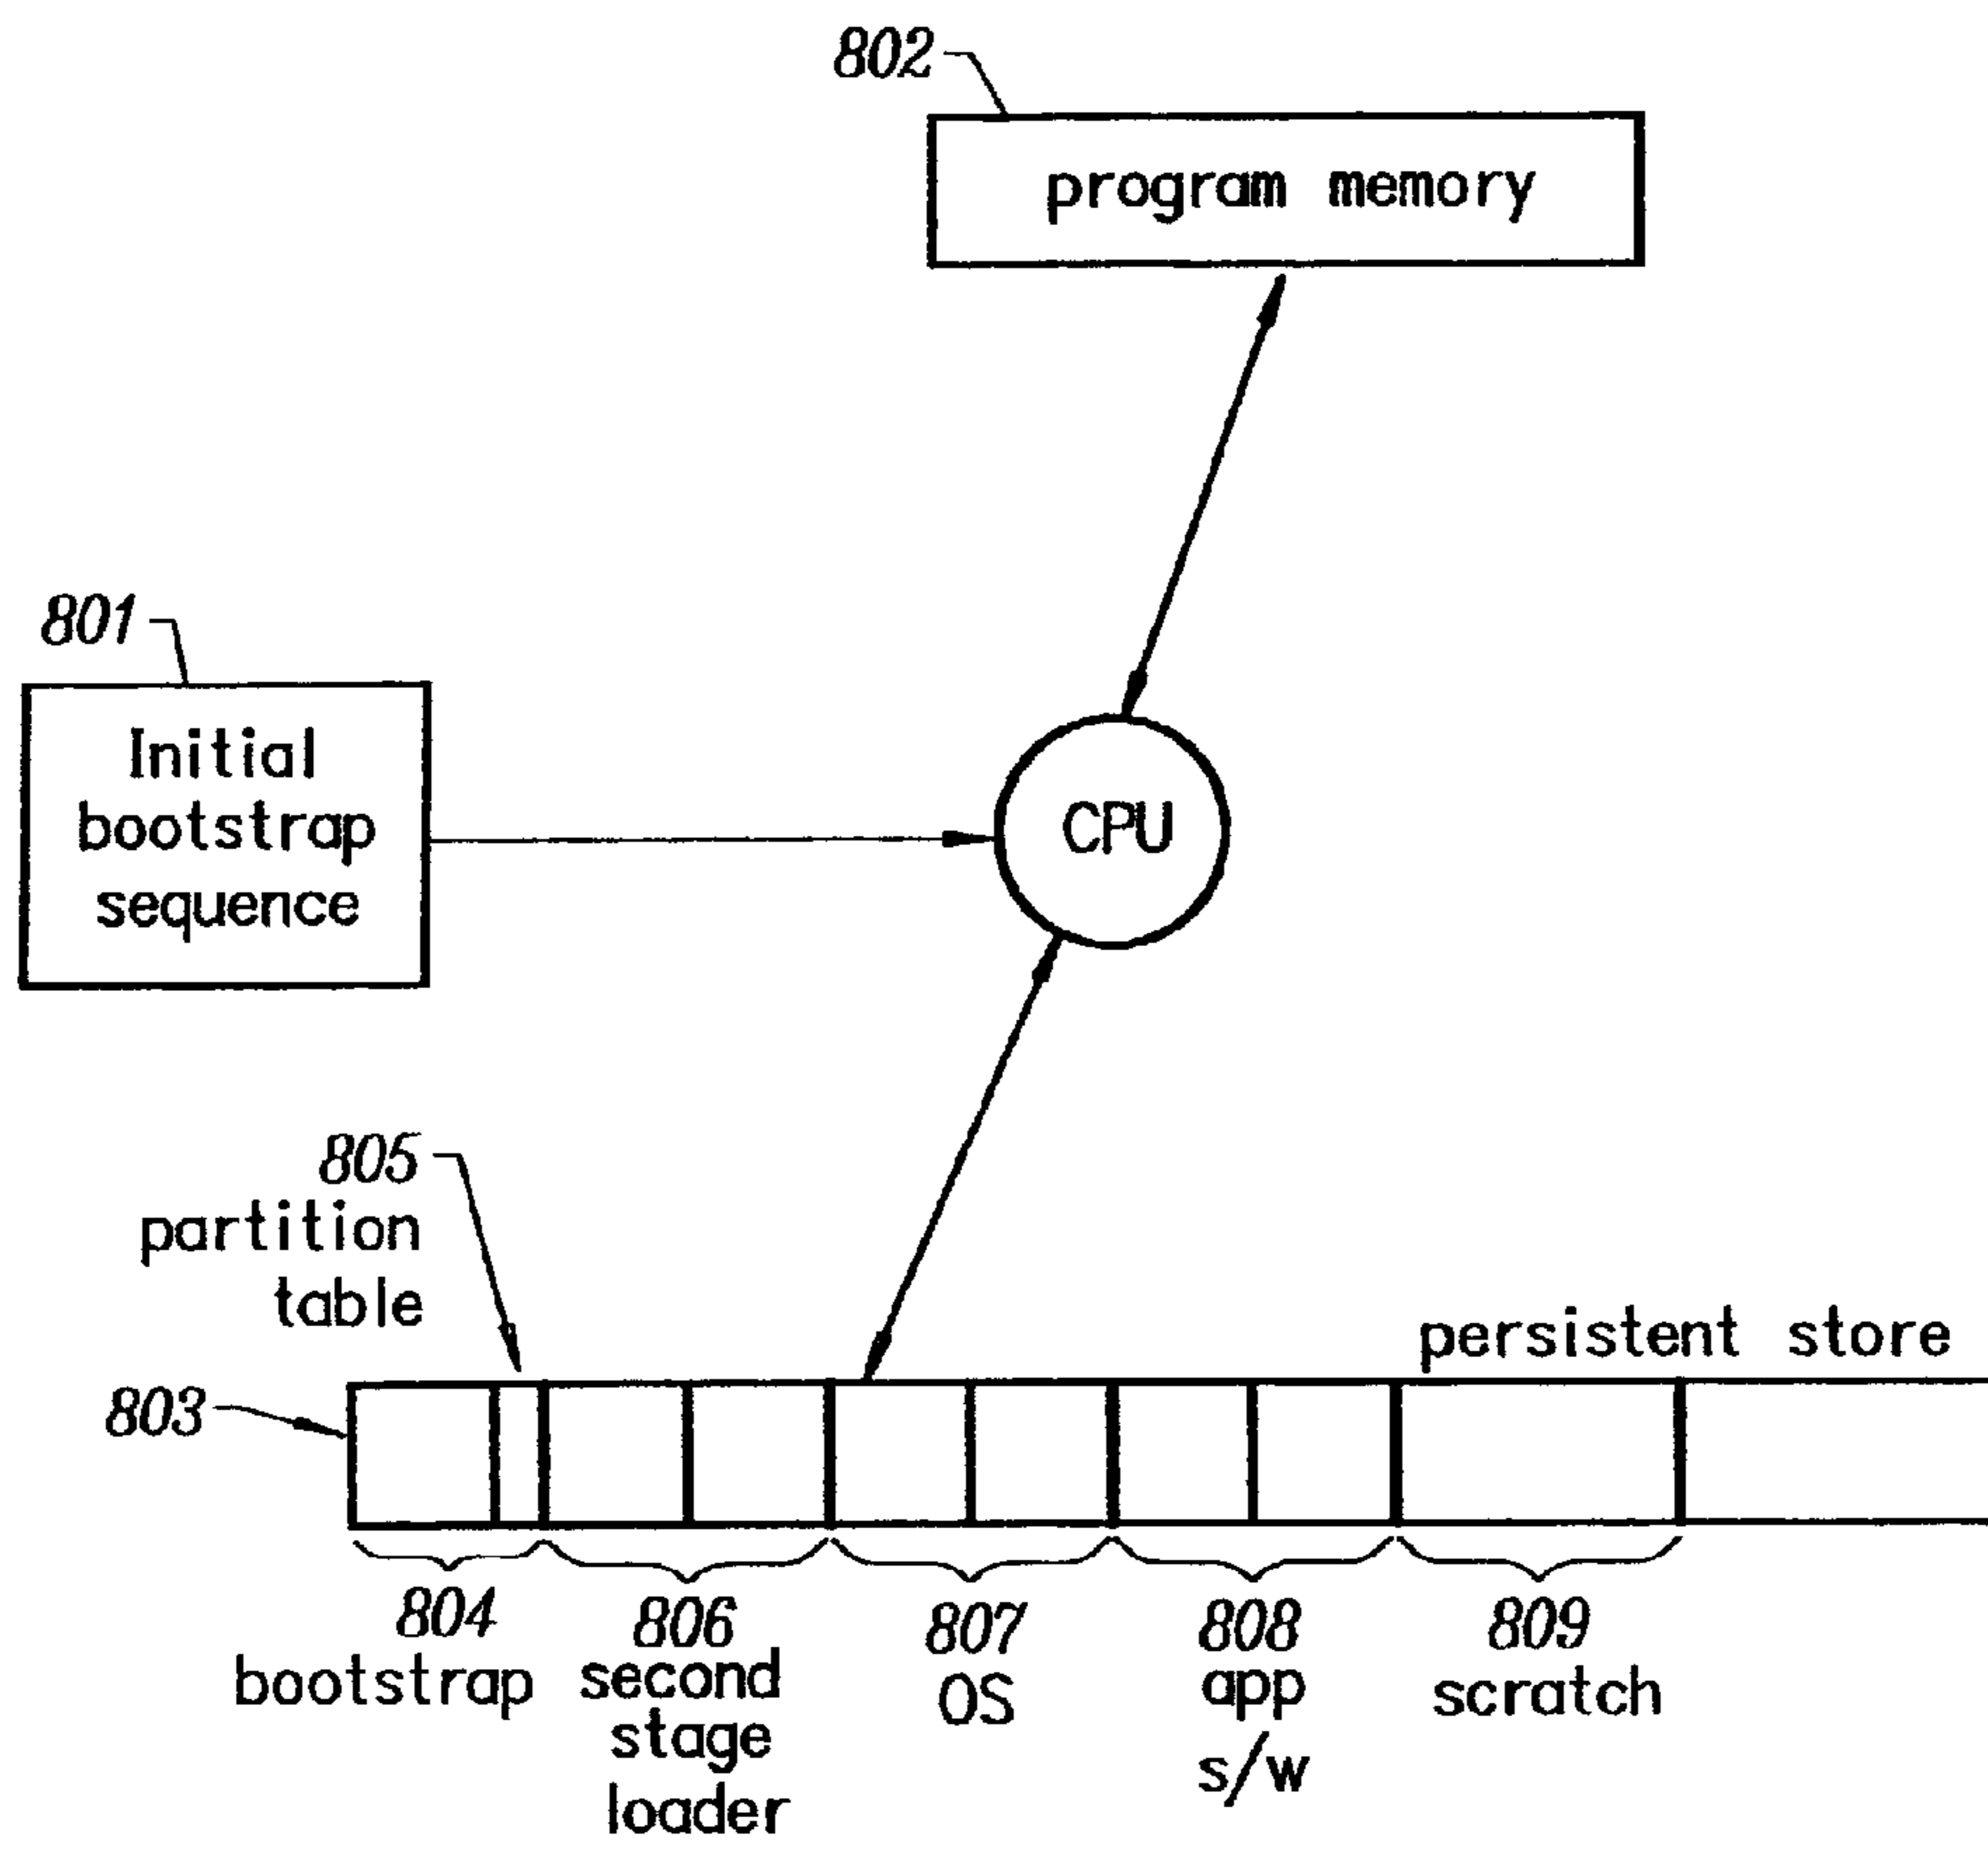 802
program memory
801
Initial
bootstrap
sequence
CPU
805
partition
table
persistent store
803
804
bootstrap
806
second
stage
loader
807
OS
808
app
s/w
809
scratch